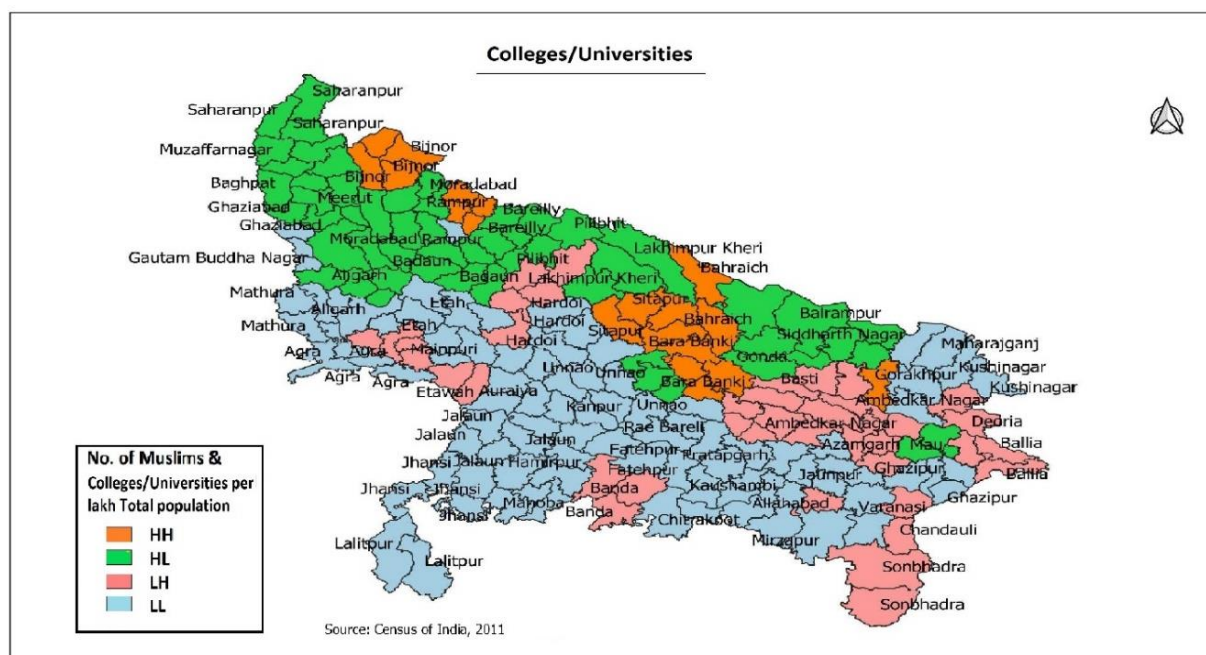 Colleges/Universities
Saharanpur
Saharanpur
Saharanpur
Bijnor
Muzaffarnagar
Bijnor
Bijnor
Moradabad
Baghpat
Meerut
Rampur
Ghaziabad
Bareilly
Ghaziabad
Bareilly
Pilibhit
Moradabad Rampur
Lakhimpur Kheri
Gautam Buddha Nagar
Badaun
Pilibhit
Bahraich
Aligarh
Badaun
Lakhimpur Kheri
Mathura
Etah
Hardoi
Sitapur
Balrampur
Aligarh
Hardoi
Bahraich
Mathura
Etah
Sitapur
Siddharth Nagar
Agra
Agra
Mainpuri
Hardoi
Bara Banki
Gonda
Maharajganj
Agra
Agra
Unnao
Unnao
Gorakhpur
Kushinagar
Kushinagar
Etawah
Auraiya
Bara Banki
Basti
Ambedkar Nagar
Jalaun
Kanpur
Unnao
Jalaun
Jalaun
Rae Bareli
Ambedkar Nagar
Deoria
Fatehpur
Pratapgarh
Azamgarh
Mau
Ballia
Jhansi
Jalaun
Hamirpur
Fatehpur
Jaunpur
Ghazipur
Ballia
Jhansi
Jhansi
Banda
Kaushambi
Mahoba
Allahabad
Varanasi
Ghazipur
Jhansi
Banda
Chitrakoot
Chandauli
Lalitpur
Mirzapur
Lalitpur
Sonbhadra
Sonbhadra
No. of Muslims &
Colleges/Universities per
lakh Total population
HH
HL
LH
LL
Source: Census of India, 2011